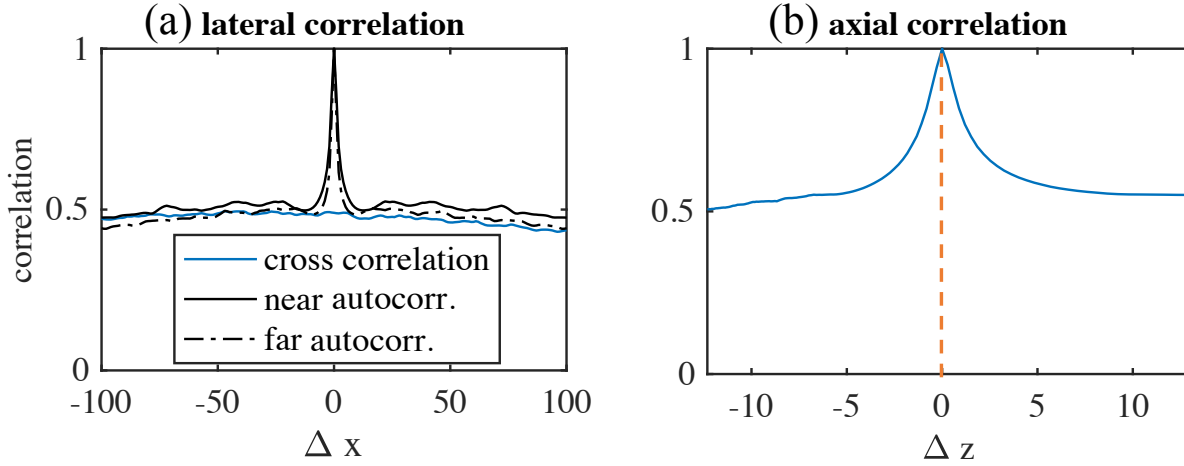 (a) lateral correlation
1
0.5
0
correlation
cross correlation
near autocorr.
far autocorr.
-100
-50
0
50
100
Δ x
(b) axial correlation
1
0.5
0
-10
-5
0
5
10
Δ z